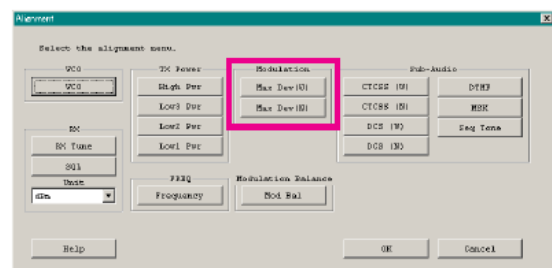 Alignment
Select the alignment menu.
VCO
VCO
TX Power
High Pwr
Low3 Pwr
Low2 Pwr
Low1 Pwr
Modulation
Max Dev(W)
Max Dev(N)
Sub-Audio
CTCSS (W)
CTCSS (N)
DCS (W)
DCS (N)
DTMF
MSK
Seq Tone
RX
RX Tune
SQL
Unit
dBm
FREQ
Frequency
Modulation Balance
Mod Bal
Help
OK
Cancel